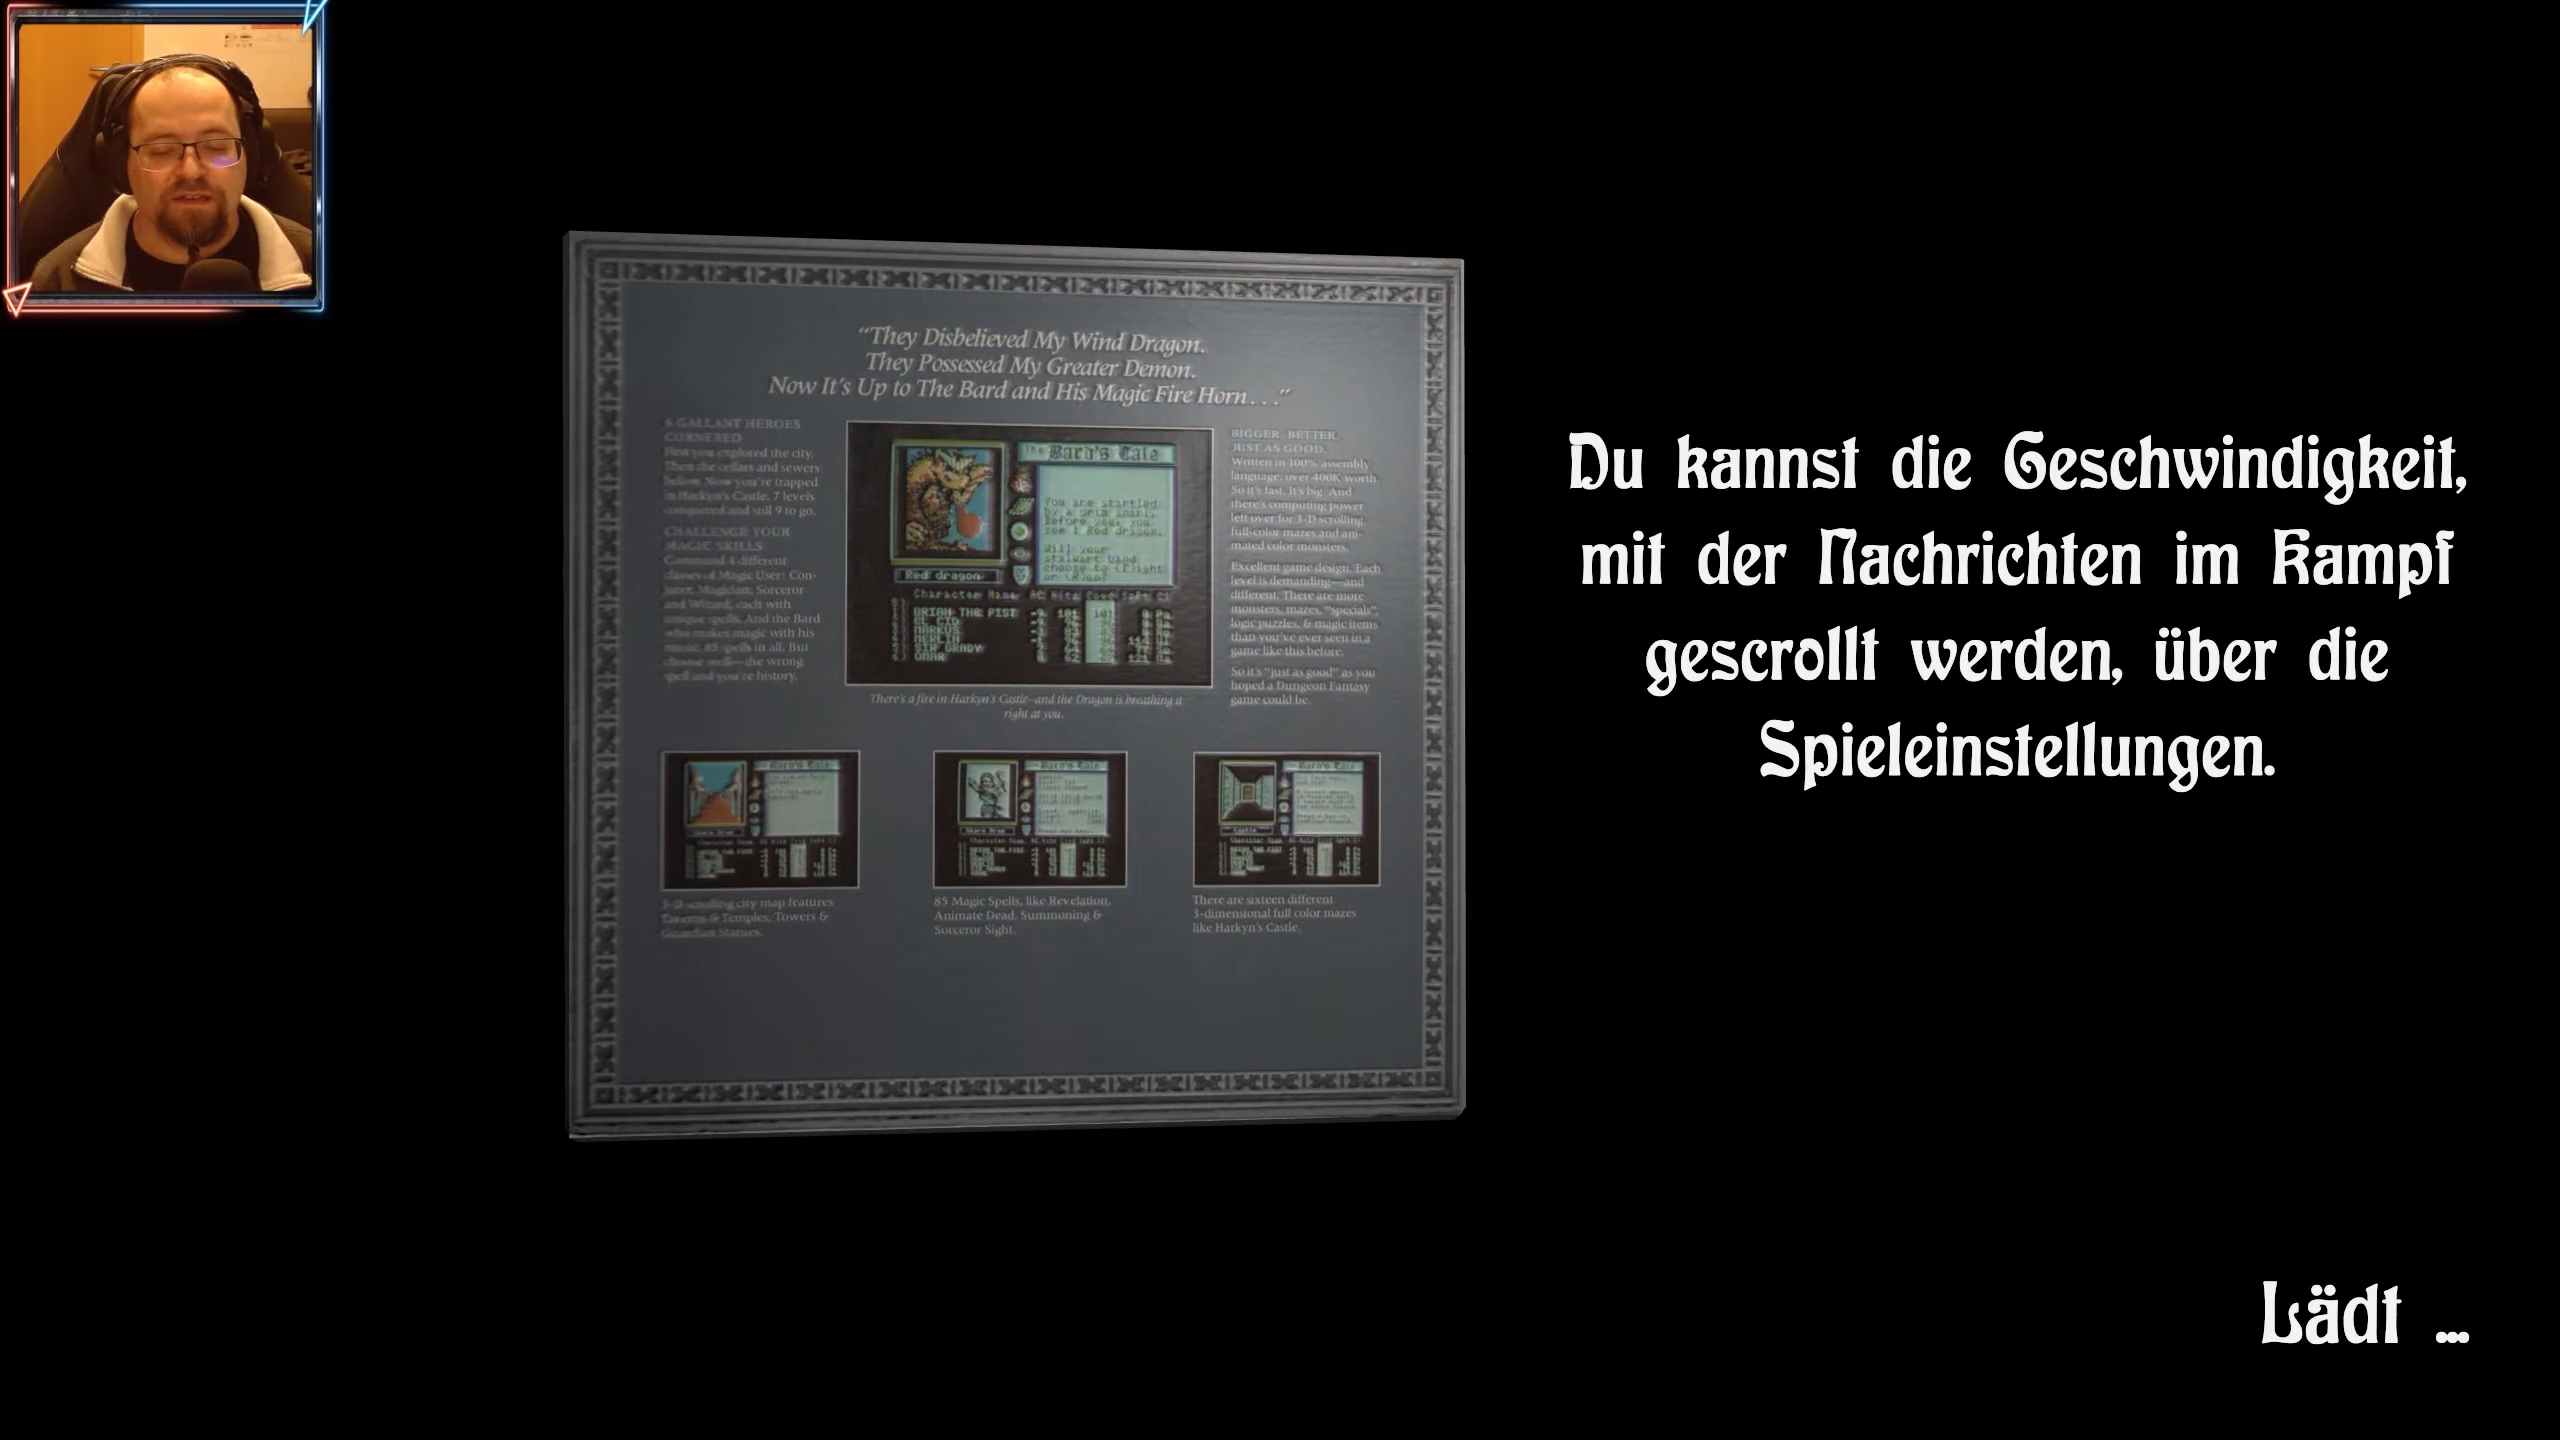 “They Disbelieved My Wind Dragon.
They Possessed My Greater Demon.
Now It’s Up to The Bard and His Magic Fire Horn . . .”
6 GALLANT HEROES
CORNERED
First you explored the city.
Then the cellars and sewers
below. Now you’re trapped
in Harkyn’s Castle. 7 levels
conquered and still 9 to go.
CHALLENGE YOUR
MAGIC SKILLS
Command 4 different
classes of Magic User: Con-
jurer, Magician, Sorceror
and Wizard, each with
unique spells. And the Bard
who makes magic with his
music. 85 spells in all. But
choose well—the wrong
spell and you’re history.
The Bard's Tale
You are startled
by a grim snarl.
Before you, you
see 1 Red dragon.
Will your
stalwart band
choose to (F)ight
or (R)un?
Red dragon
Character Name AC Hits Cond SpPt Cl
BRIAN THE FIST
EL CID
MARKUS
MERLIN
SIR GRADY
OMAR
There’s a fire in Harkyn’s Castle—and the Dragon is breathing it
right at you.
BIGGER, BETTER,
JUST AS GOOD.
Written in 100% assembly
language, over 400K worth.
So it’s fast. It’s big. And
there’s computing power
left over for 3-D scrolling,
full-color mazes and ani-
mated color monsters.
Excellent game design. Each
level is demanding—and
different. There are more
monsters, mazes, “specials”,
logic puzzles, & magic items
than you’ve ever seen in a
game like this before.
So it’s “just as good” as you
hoped a Dungeon Fantasy
game could be.
3-D scrolling city map features
Taverns & Temples, Towers &
Guardian Statues.
85 Magic Spells, like Revelation,
Animate Dead, Summoning &
Sorceror Sight.
There are sixteen different
3-dimensional full color mazes
like Harkyn’s Castle.
Du kannst die Geschwindigkeit,
mit der Nachrichten im Kampf
gescrollt werden, über die
Spieleinstellungen.
Lädt ...